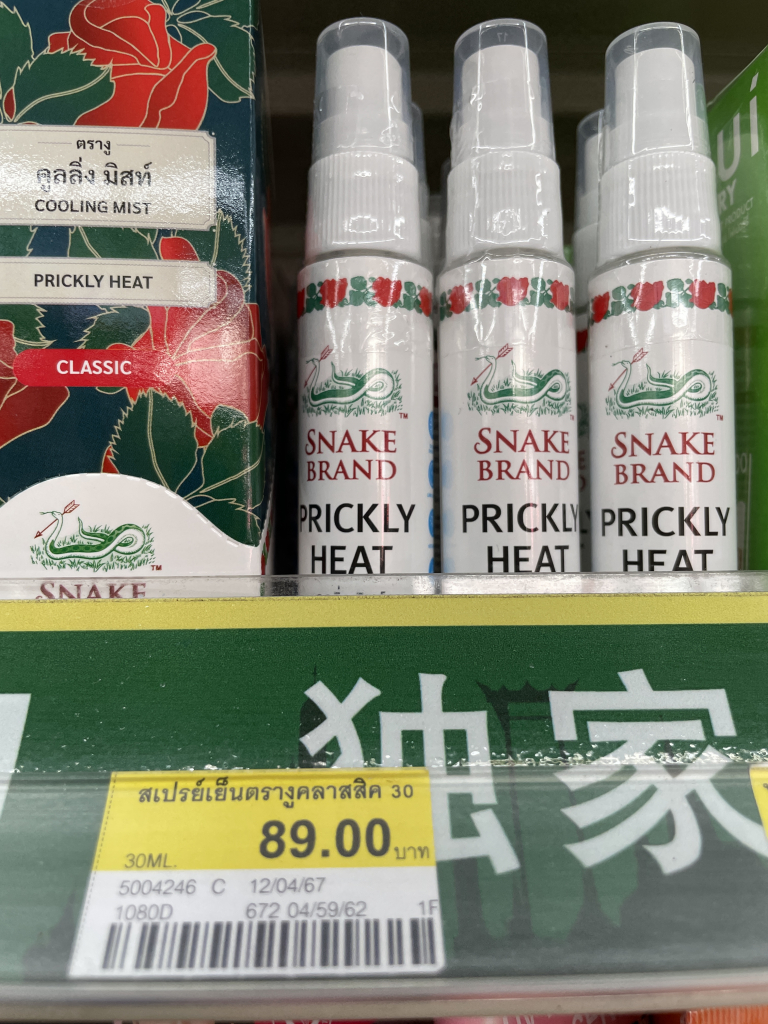 ตรางู
คูลลิ่ง มิสท์
COOLING MIST
PRICKLY HEAT
CLASSIC
SNAKE
SNAKE
BRAND
PRICKLY
HEAT
SNAKE
BRAND
PRICKLY
HEAT
17
SNAKE
BRAND
PRICKLY
HEAT
ui
RY
独家
สเปรย์เย็นตรางูคลาสสิค 30
89.00 บาท
30ML.
5004246 C 12/04/67
1080D 672 04/59/62 1F